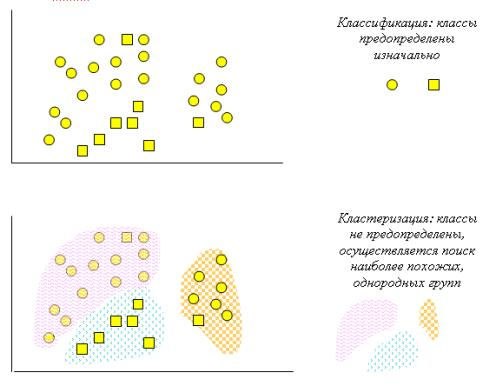 Классификация: классы
предопределены
изначально
Кластеризация: классы
не предопределены,
осуществляется поиск
наиболее похожих,
однородных групп